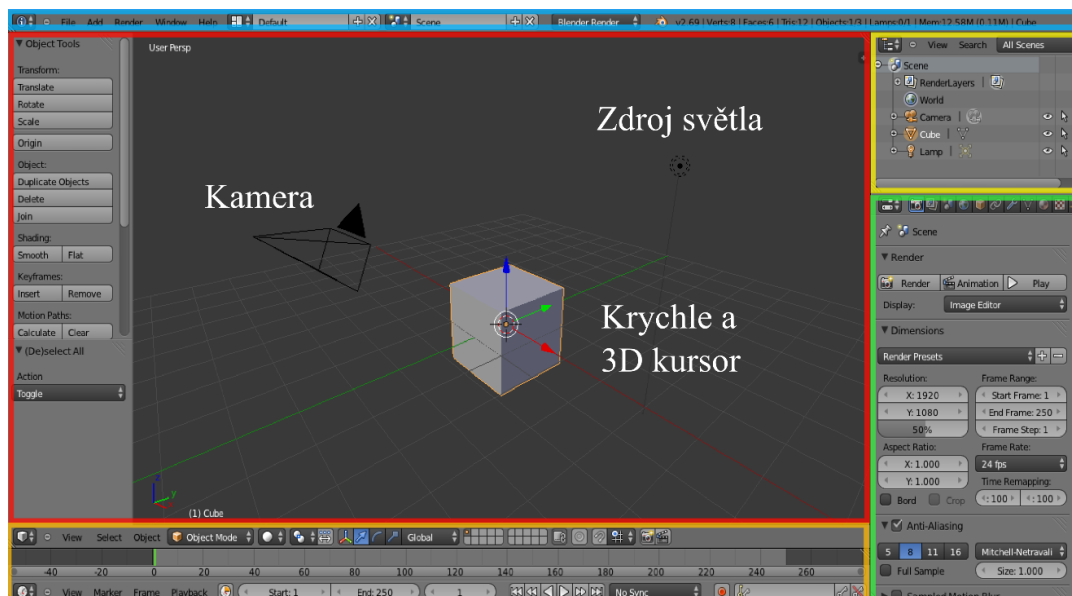 File Add Render Window Help Default Scene Blender Render v2.69 | Verts:8 | Faces:6 | Tris:12 | Objects:1/3 | Lamps:0/1 | Mem:12.58M (0.11M) | Cube
Object Tools
Transform:
Translate
Rotate
Scale
Origin
Object:
Duplicate Objects
Delete
Join
Shading:
Smooth Flat
Keyframes:
Insert Remove
Motion Paths:
Calculate Clear
(De)select All
Action
Toggle
User Persp
Zdroj světla
Kamera
Krychle a
3D kursor
z
y
x
(1) Cube
View Search All Scenes
Scene
RenderLayers |
World
Camera |
Cube |
Lamp |
Scene
Render
Render Animation Play
Display: Image Editor
Dimensions
Render Presets
Resolution: Frame Range:
X: 1920 Start Frame: 1
Y: 1080 End Frame: 250
50% Frame Step: 1
Aspect Ratio: Frame Rate:
X: 1.000 24 fps
Y: 1.000 Time Remapping:
Bord Crop :100 :100
Anti-Aliasing
5 8 11 16 Mitchell-Netravali
Full Sample Size: 1.000
Sampled Motion Blur
View Select Object Object Mode Global
-40 -20 0 20 40 60 80 100 120 140 160 180 200 220 240 260
View Marker Frame Playback Start: 1 End: 250 1 No Sync